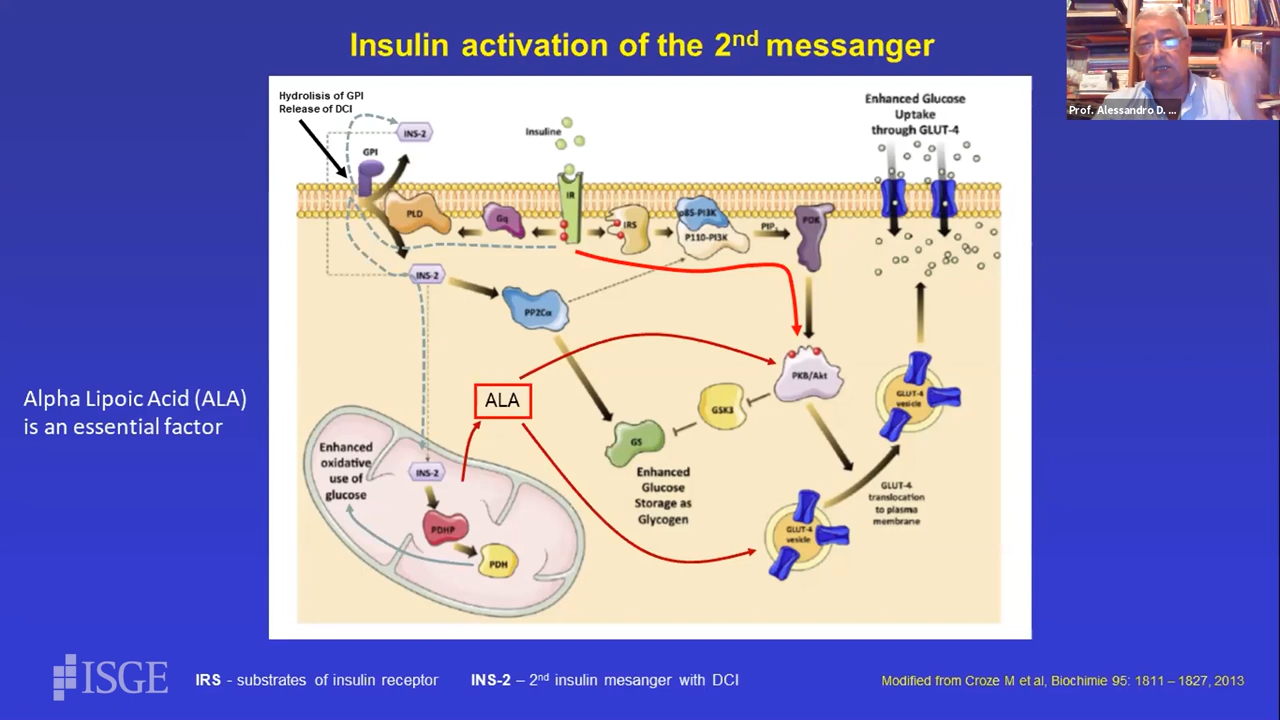 Insulin activation of the 2nd messanger
Prof. Alessandro D. ...
Hydrolisis of GPI
Release of DCI
INS-2
GPI
Insuline
Enhanced Glucose
Uptake
through GLUT-4
PLD
Gq
IR
IRS
p85-PI3K
P110-PI3K
PIP3
PDK
INS-2
PP2Cα
PKB/Akt
GLUT-4
vesicle
Alpha Lipoic Acid (ALA)
is an essential factor
ALA
GSK3
GS
Enhanced
oxidative
use of
glucose
INS-2
PDHP
PDH
Enhanced
Glucose
Storage as
Glycogen
GLUT-4
translocation
to plasma
membrane
GLUT-4
vesicle
ISGE
IRS - substrates of insulin receptor
INS-2 – 2nd insulin mesanger with DCI
Modified from Croze M et al, Biochimie 95: 1811 – 1827, 2013